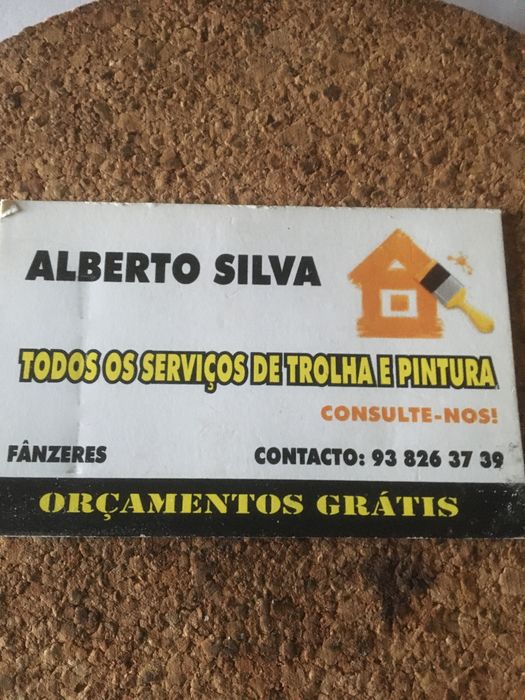 ALBERTO SILVA
TODOS OS SERVIÇOS DE TROLHA E PINTURA
CONSULTE-NOS!
FÂNZERES CONTACTO: 93 826 37 39
ORÇAMENTOS GRÁTIS